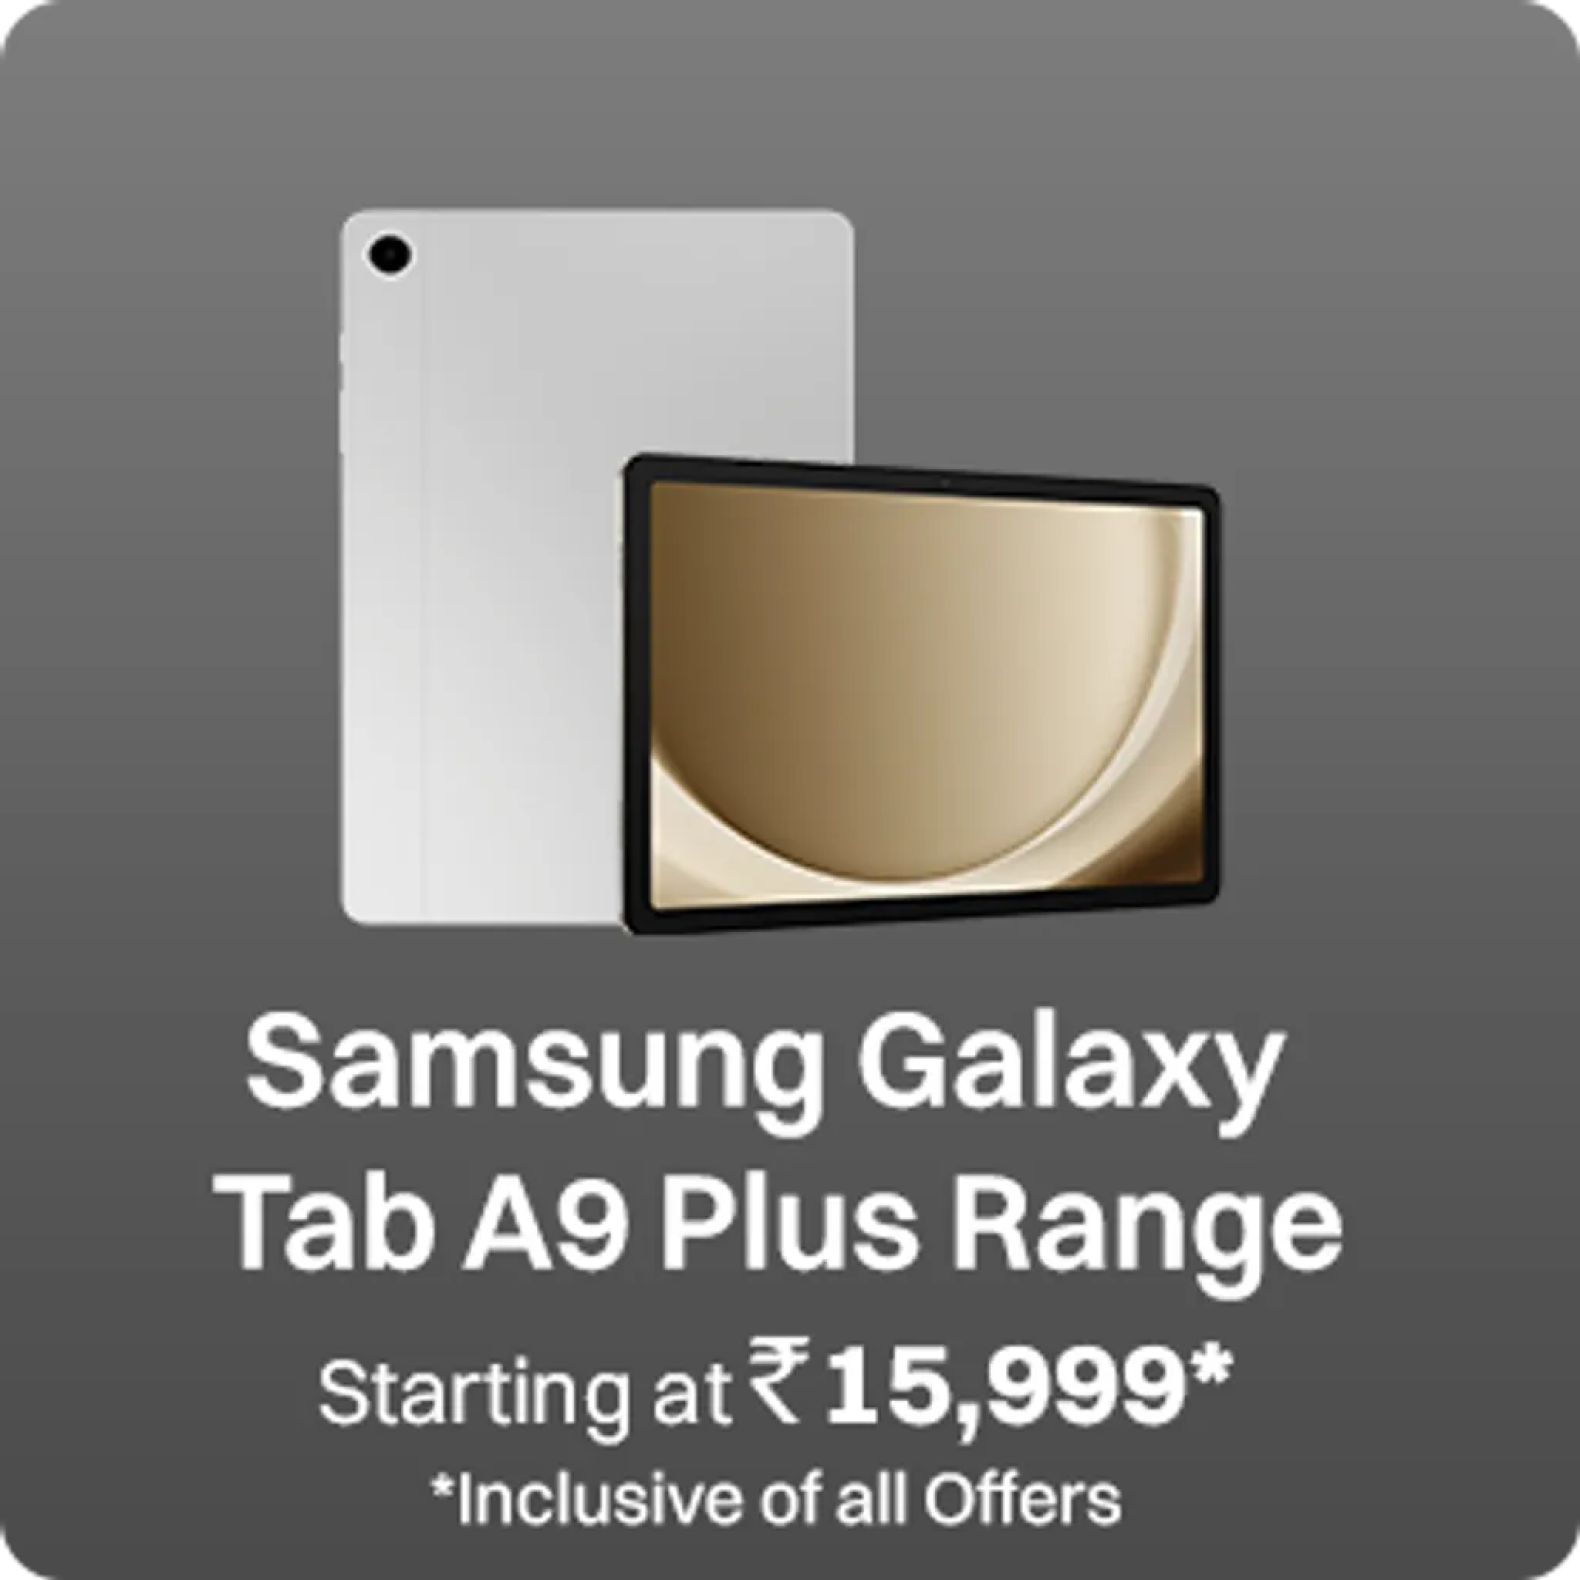 Samsung Galaxy
Tab A9 Plus Range
Starting at ₹15,999*
*Inclusive of all Offers